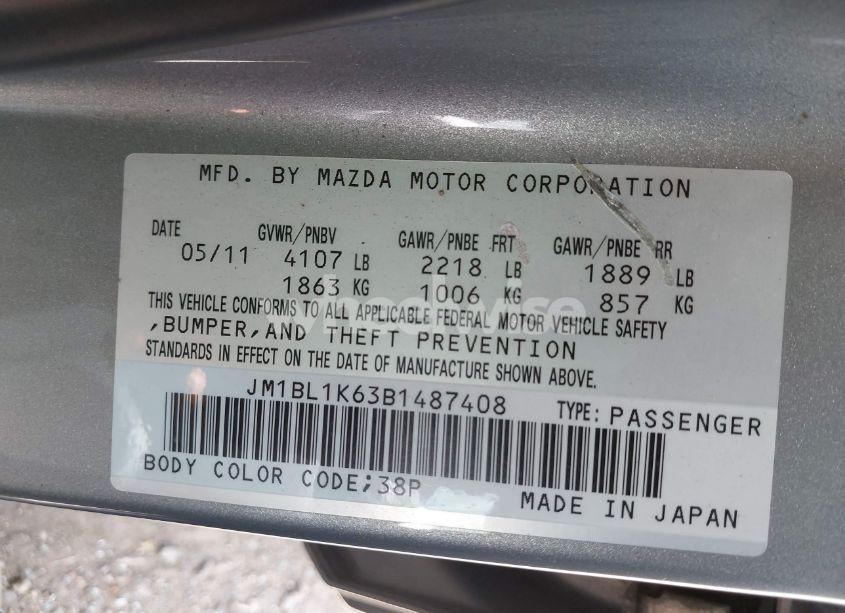 MFD. BY MAZDA MOTOR CORPORATION
DATE GVWR/PNBV GAWR/PNBE FRT GAWR/PNBE RR
05/11 4107 LB 2218 LB 1889 LB
1863 KG 1006 KG 857 KG
THIS VEHICLE CONFORMS TO ALL APPLICABLE FEDERAL MOTOR VEHICLE SAFETY
,BUMPER,AND THEFT PREVENTION
STANDARDS IN EFFECT ON THE DATE OF MANUFACTURE SHOWN ABOVE.
JM1BL1K63B1487408 TYPE: PASSENGER
BODY COLOR CODE;38P
MADE IN JAPAN